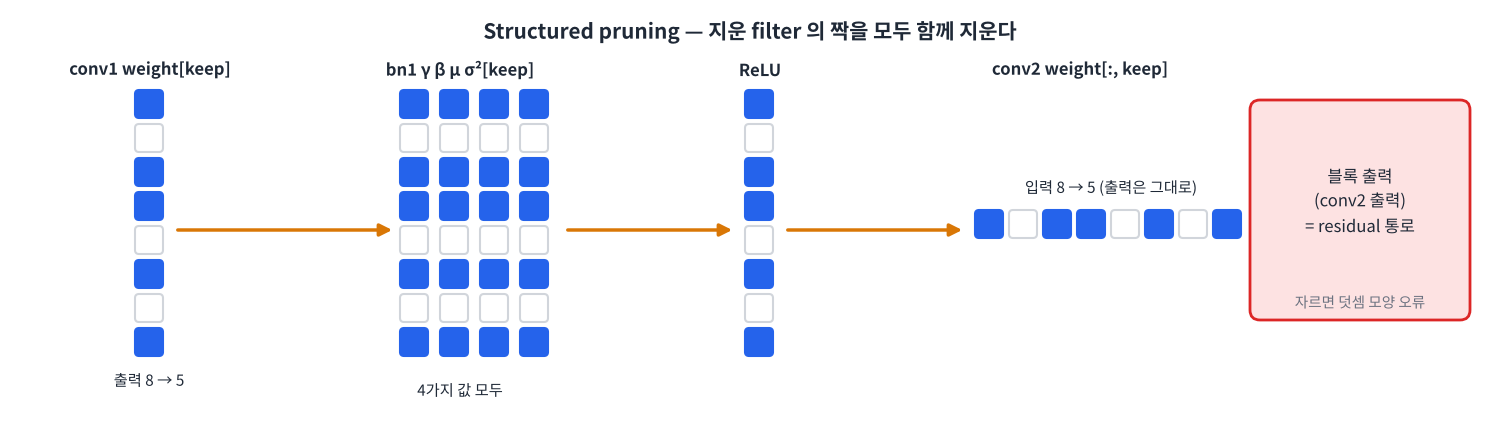 Structured pruning — 지운 filter 의 짝을 모두 함께 지운다
conv1 weight[keep]
bn1 γ β μ σ²[keep]
ReLU
conv2 weight[:, keep]
입력 8 → 5 (출력은 그대로)
블록 출력
(conv2 출력)
= residual 통로
자르면 덧셈 모양 오류
출력 8 → 5
4가지 값 모두